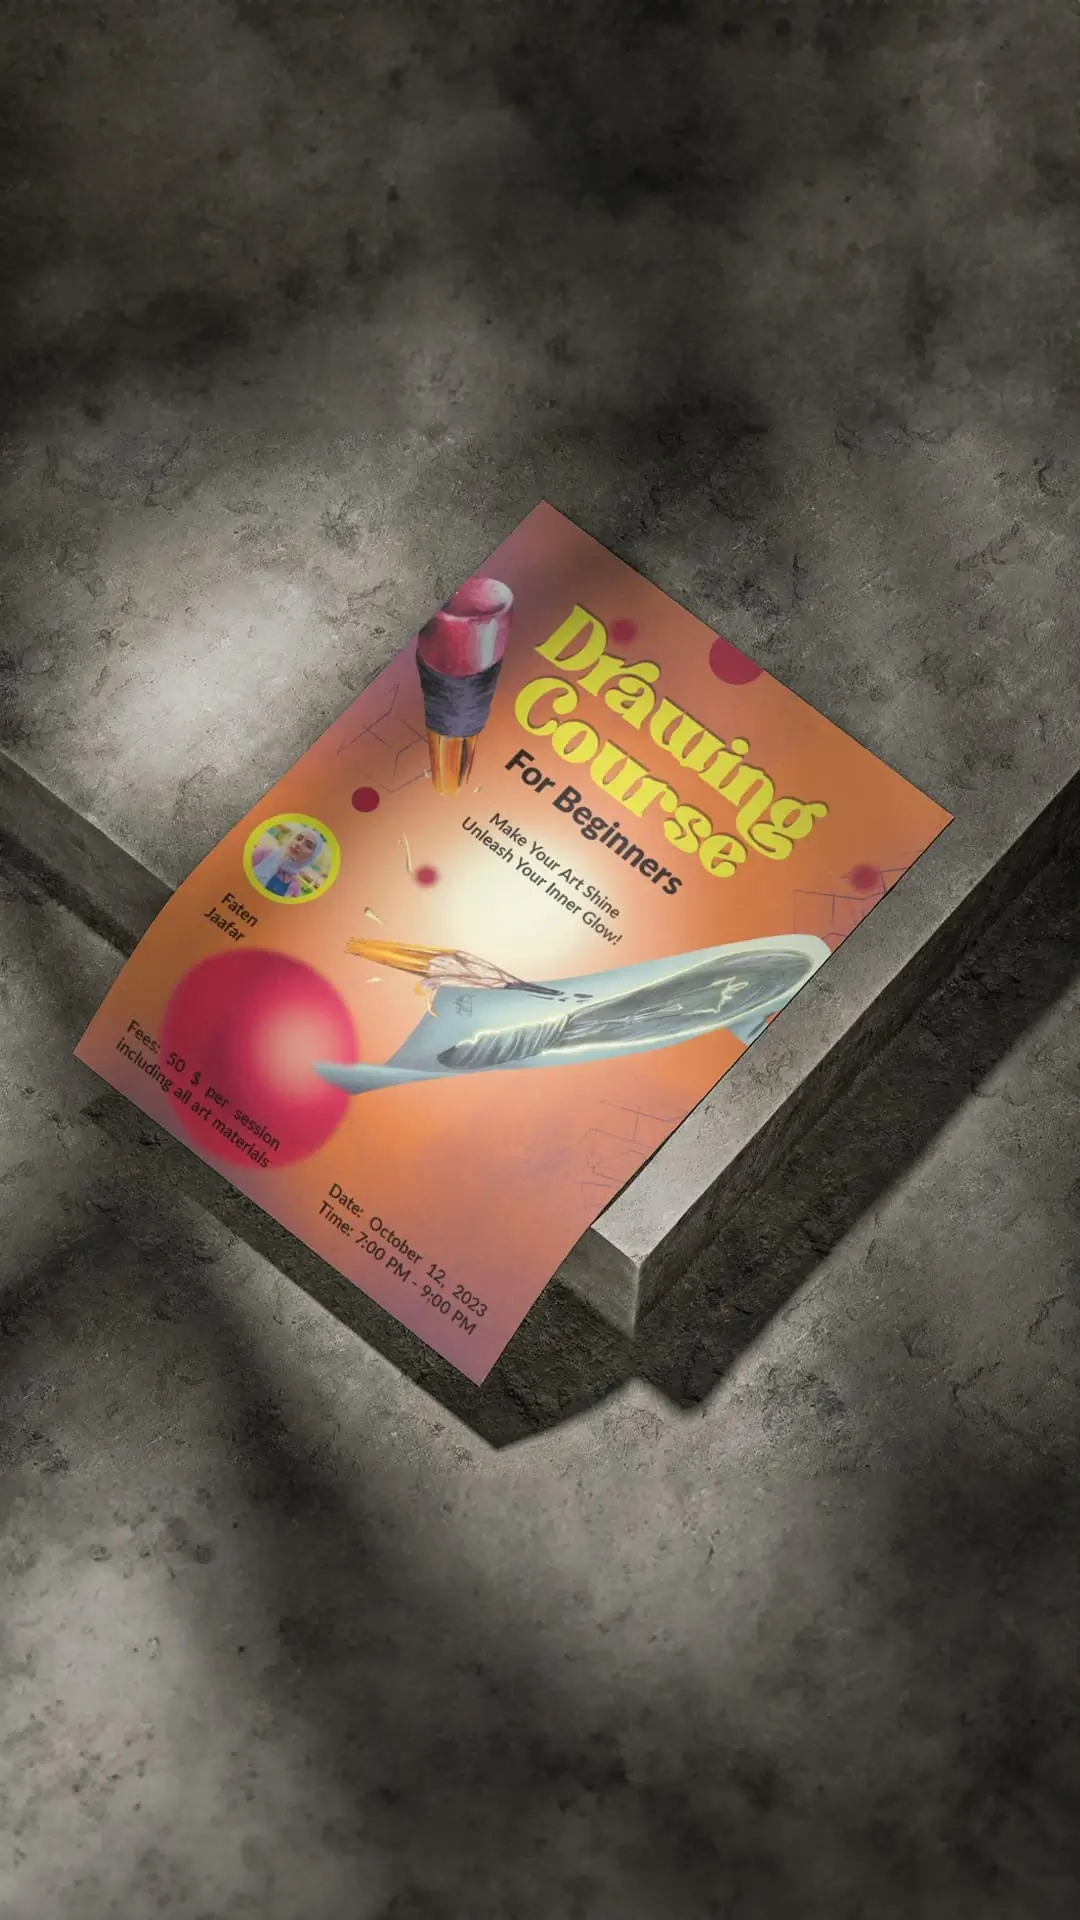 Drawing
Course
For Beginners
Make Your Art Shine
Unleash Your Inner Glow!
Faten
Jaafar
Fees: 50 $ per session
including all art materials
Date: October 12, 2023
Time: 7:00 PM - 9:00 PM